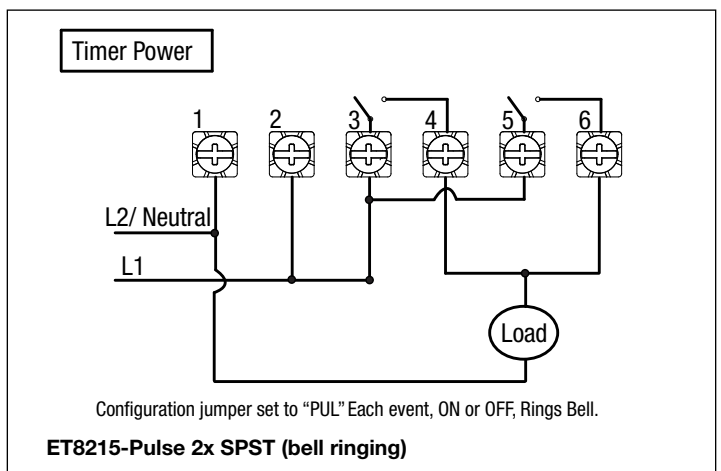 Timer Power
1 2 3 4 5 6
L2/ Neutral
L1
Load
Configuration jumper set to “PUL” Each event, ON or OFF, Rings Bell.
ET8215-Pulse 2x SPST (bell ringing)